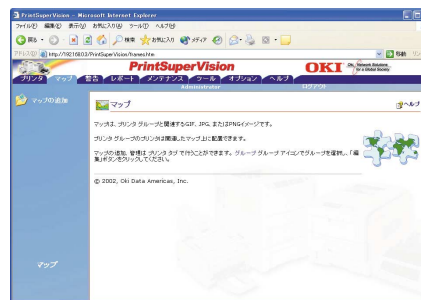 PrintSuperVision - Microsoft Internet Explorer
ファイル(F) 編集(E) 表示(V) お気に入り(A) ツール(T) ヘルプ(H)
戻る 検索 お気に入り メディア
アドレス(D) http://192168.0.2/PrintSuperVision/frames.htm 移動
PrintSuperVision
OKI Oki, Network Solutions for a Global Society
プリンタ マップ 警告 レポート メンテナンス ツール オプション ヘルプ
Administrator ログアウト
マップの追加
マップ
ヘルプ
マップは、プリンタ グループと関連するGIF、JPG、またはPNGイメージです。
プリンタ グループのプリンタは関連したマップ上に配置できます。
マップの追加、管理は プリンタ タブ で行うことができます。グループ グループ アイコンでグループを選択し、「編
集」ボタンをクリックしてください。
© 2002, Oki Data Americas, Inc.
マップ